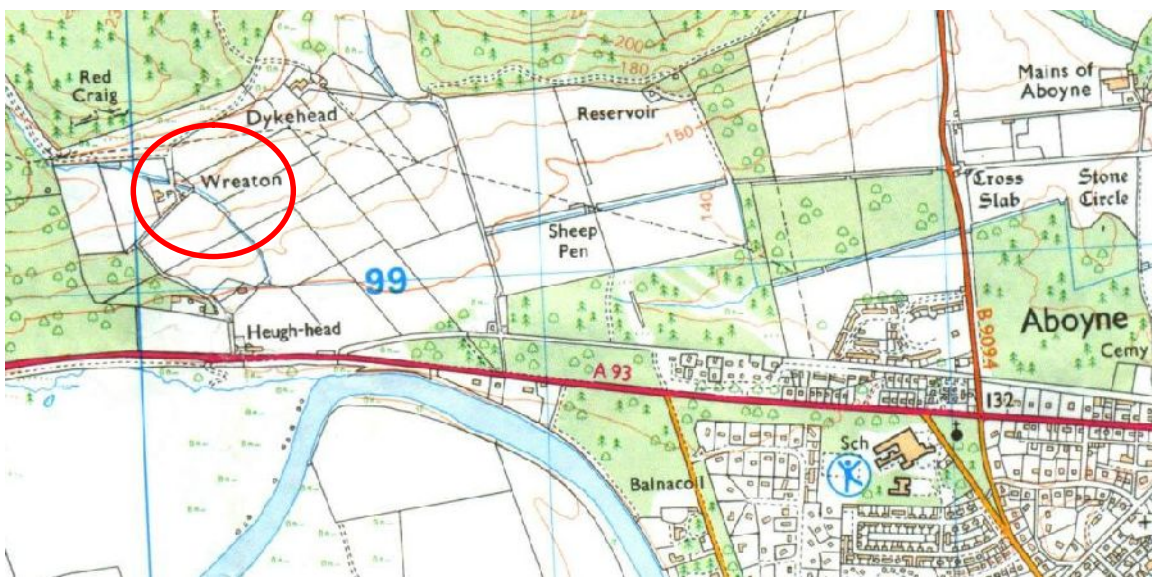 200
180
Red
Craig
Dykehead
Reservoir
150
Mains of
Aboyne
Wreaton
140
Cross
Slab
Stone
Circle
Sheep
Pen
99
Heugh-head
B 9094
Aboyne
Cemy
A 93
132
Sch
Balnacoil